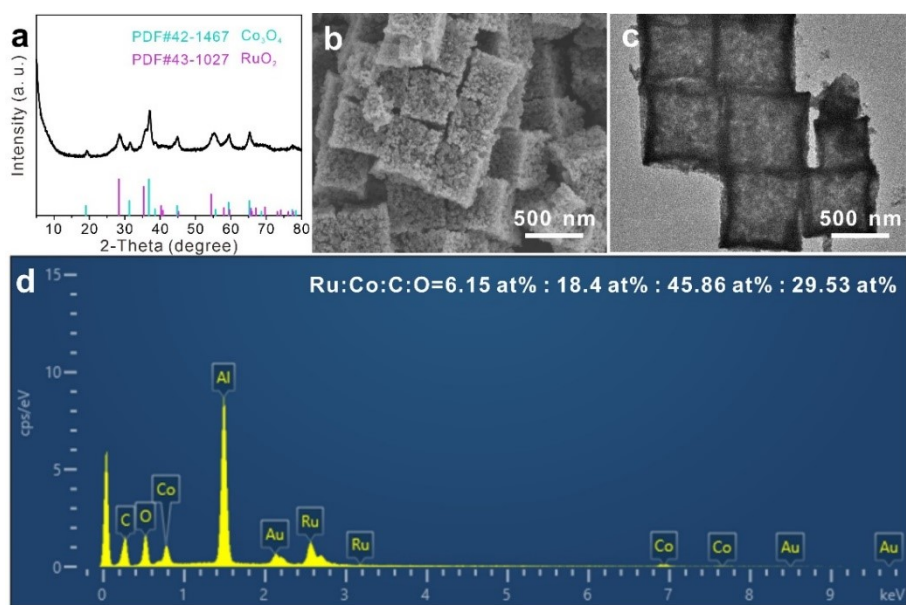 a
PDF#42-1467 Co₃O₄
PDF#43-1027 RuO₂
Intensity (a. u.)
10 20 30 40 50 60 70 80
2-Theta (degree)
b
500 nm
c
500 nm
d
Ru:Co:C:O=6.15 at% : 18.4 at% : 45.86 at% : 29.53 at%
15
10
5
0
cps/eV
Al
C
O
Co
Au
Ru
Ru
Co
Co
Au
Au
0 1 2 3 4 5 6 7 8 9 keV